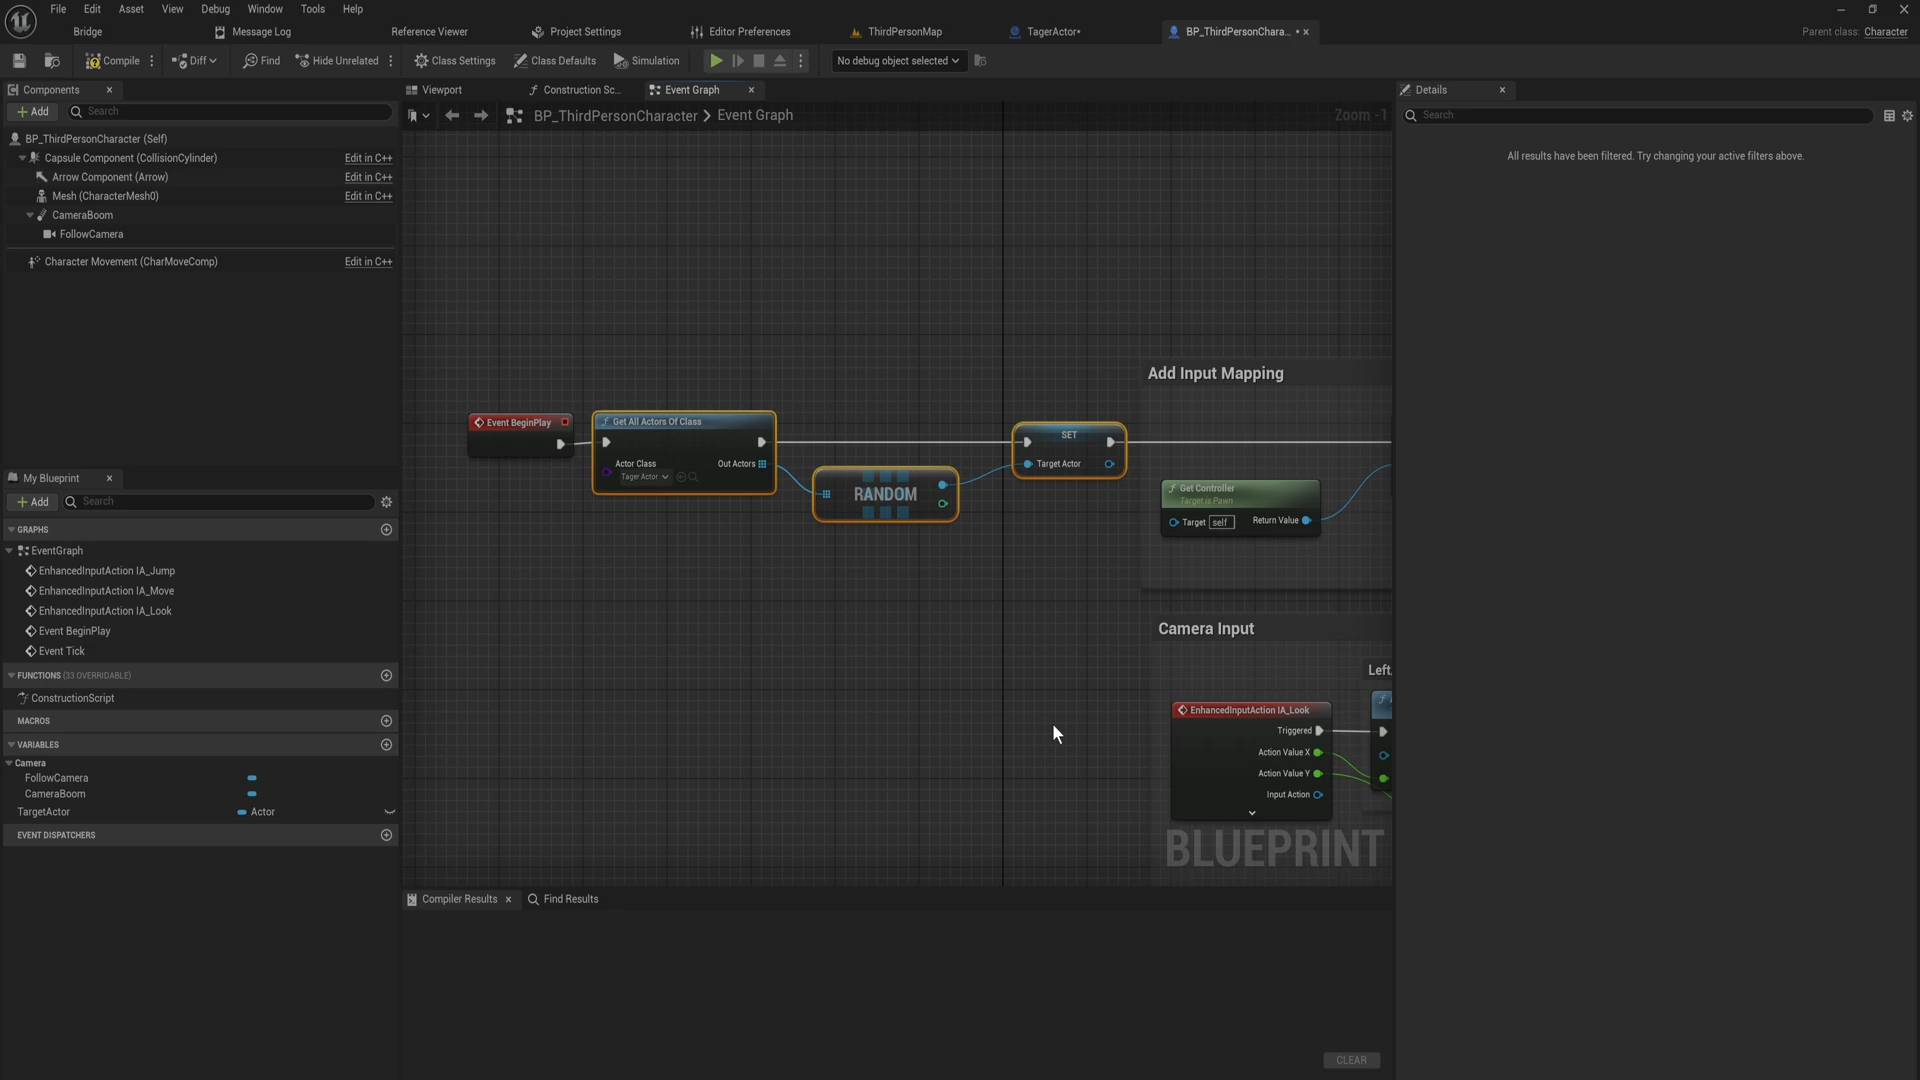 File Edit Asset View Debug Window Tools Help
Bridge Message Log Reference Viewer Project Settings Editor Preferences ThirdPersonMap TagerActor* BP_ThirdPersonChara... • Parent class: Character
Compile Diff Find Hide Unrelated Class Settings Class Defaults Simulation No debug object selected
Components Viewport Construction Sc... Event Graph Details
Add Search BP_ThirdPersonCharacter Event Graph Zoom -1 Search
BP_ThirdPersonCharacter (Self)
Capsule Component (CollisionCylinder) Edit in C++
Arrow Component (Arrow) Edit in C++
Mesh (CharacterMesh0) Edit in C++
CameraBoom
FollowCamera
Character Movement (CharMoveComp) Edit in C++
My Blueprint
Add Search
GRAPHS
EventGraph
EnhancedInputAction IA_Jump
EnhancedInputAction IA_Move
EnhancedInputAction IA_Look
Event BeginPlay
Event Tick
FUNCTIONS (33 OVERRIDABLE)
ConstructionScript
MACROS
VARIABLES
Camera
FollowCamera
CameraBoom
TargetActor Actor
EVENT DISPATCHERS
Event BeginPlay
Get All Actors Of Class
Actor Class Out Actors
Tager Actor
RANDOM
SET
Target Actor
Add Input Mapping
Get Controller
Target is Pawn
Target self Return Value
Camera Input
Left,
EnhancedInputAction IA_Look
Triggered
Action Value X
Action Value Y
Input Action
BLUEPRINT
Compiler Results Find Results
CLEAR
All results have been filtered. Try changing your active filters above.